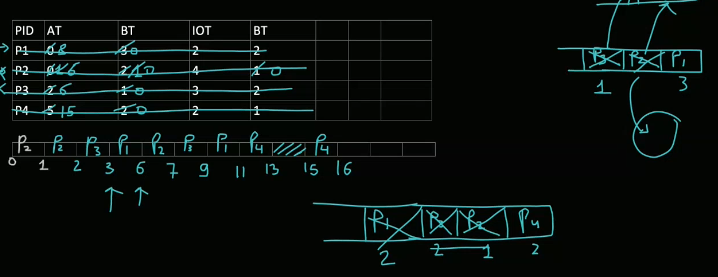 PID AT BT IOT BT
P1 0 8 3 0 2 2
P2 0 1 6 2 1 0 4 1 0
P3 2 6 1 0 3 2
P4 5 15 2 0 2 1
P2 P2 P3 P1 P2 P3 P1 P4 P4
0 1 2 3 6 7 9 11 13 15 16
P3 P2 P1
1 3
P1 P3 P2 P4
2 2 1 2